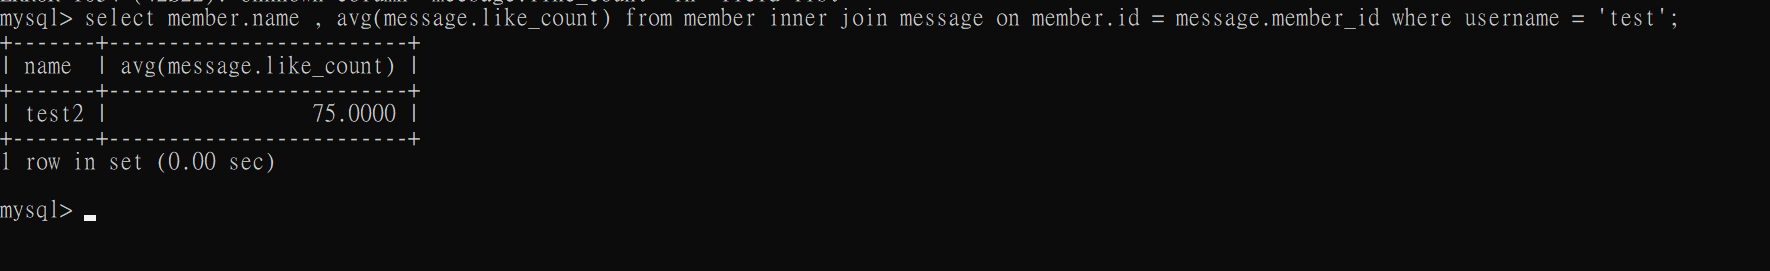 mysql> select member.name , avg(message.like_count) from member inner join message on member.id = message.member_id where username = 'test';
+-------+-------------------------+
| name  | avg(message.like_count) |
+-------+-------------------------+
| test2 |                 75.0000 |
+-------+-------------------------+
1 row in set (0.00 sec)
mysql>